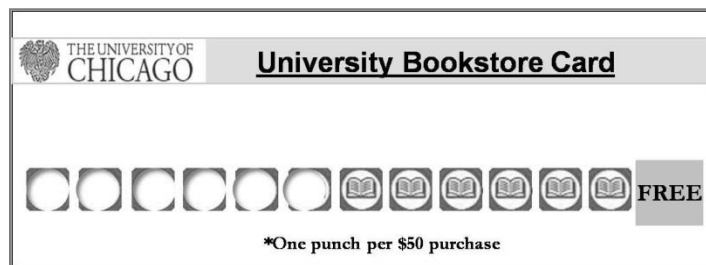 THE UNIVERSITY OF
CHICAGO
University Bookstore Card
FREE
*One punch per $50 purchase